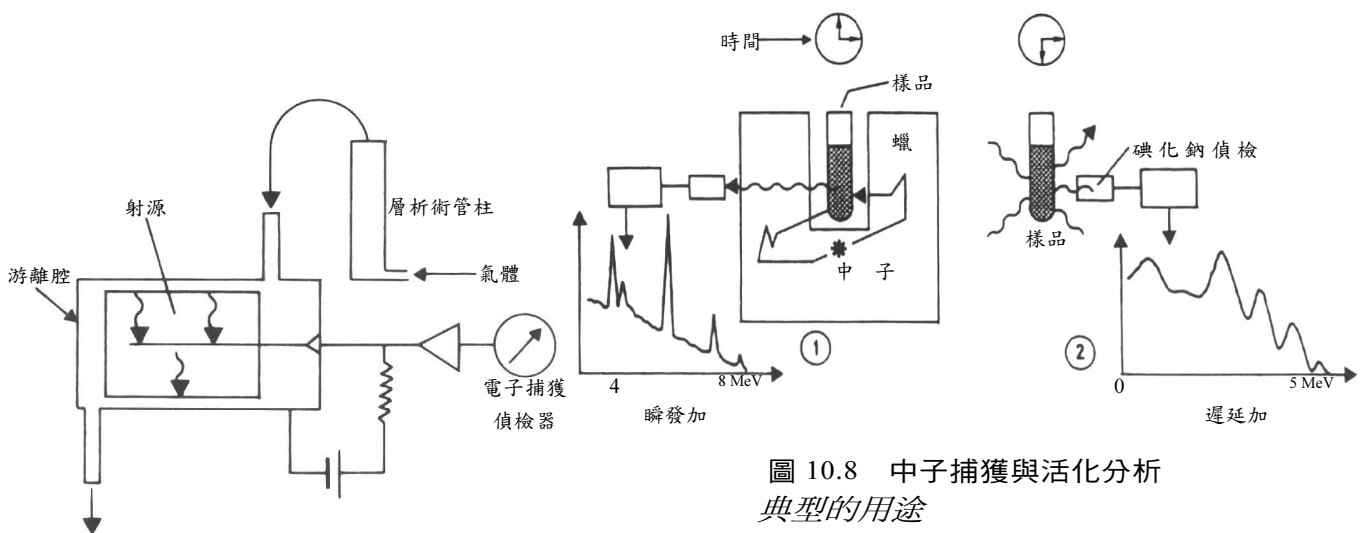 層析術管柱
射源
氣體
游離腔
電子捕獲
偵檢器
時間
樣品
蠟
中 子
4
8 MeV
瞬發加
①
碘化鈉偵檢
樣品
②
0
5 MeV
遲延加
圖 10.8 中子捕獲與活化分析
典型的用途